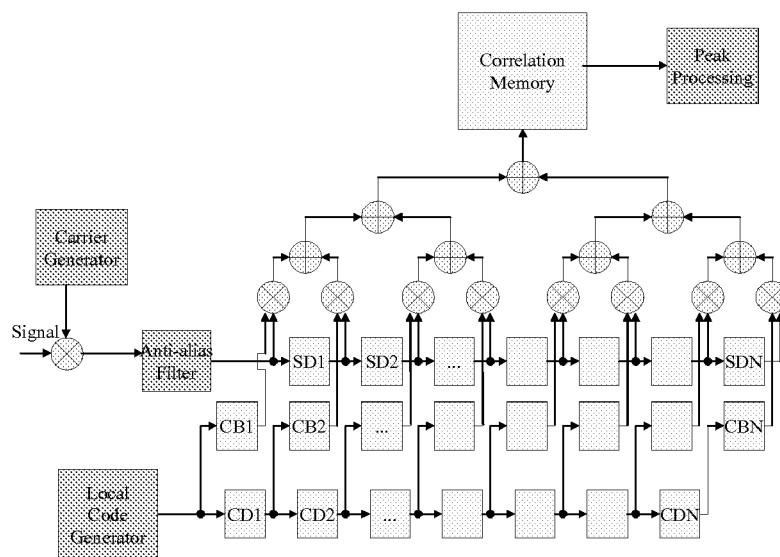 Correlation
Memory
Peak
Processing
Carrier
Generator
Signal
Anti-alias
Filter
SD1 SD2 ... SDN
CB1 CB2 ... CBN
Local
Code
Generator
CD1 CD2 ... CDN